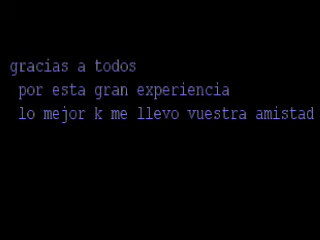 gracias a todos
por esta gran experiencia
lo mejor k me llevo vuestra amistad